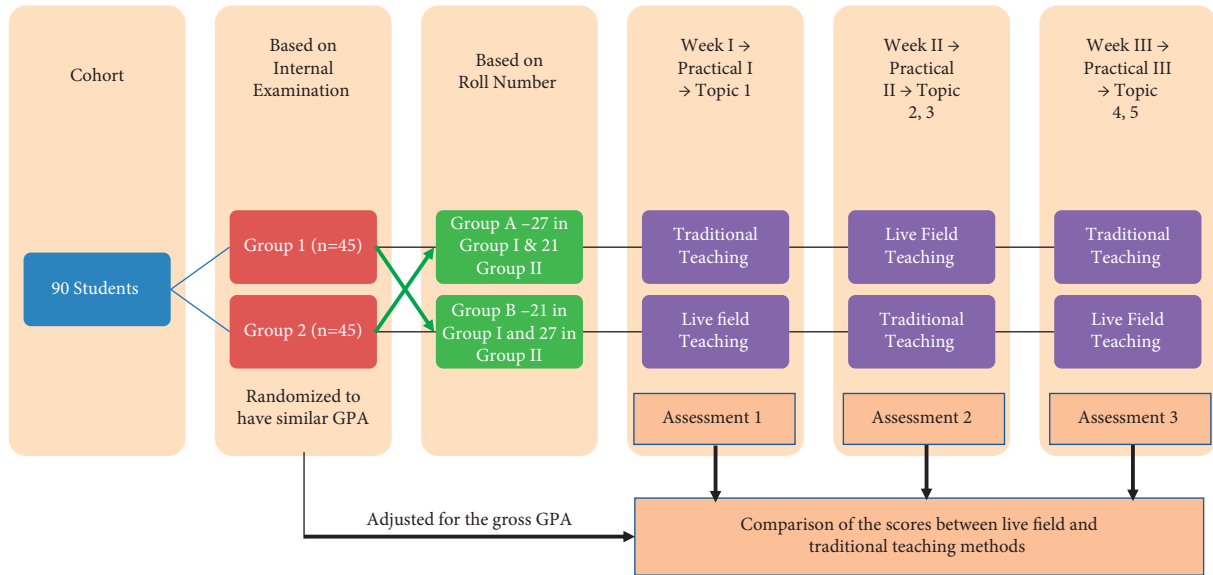 Cohort
90 Students
Based on
Internal
Examination
Group 1 (n=45)
Group 2 (n=45)
Randomized to
have similar GPA
Based on
Roll Number
Group A –27 in
Group I & 21
Group II
Group B –21 in
Group I and 27 in
Group II
Week I →
Practical I
→ Topic 1
Traditional
Teaching
Live field
Teaching
Assessment 1
Week II →
Practical
II → Topic
2, 3
Live Field
Teaching
Traditional
Teaching
Assessment 2
Week III →
Practical III
→ Topic
4, 5
Traditional
Teaching
Live Field
Teaching
Assessment 3
Adjusted for the gross GPA
Comparison of the scores between live field and
traditional teaching methods